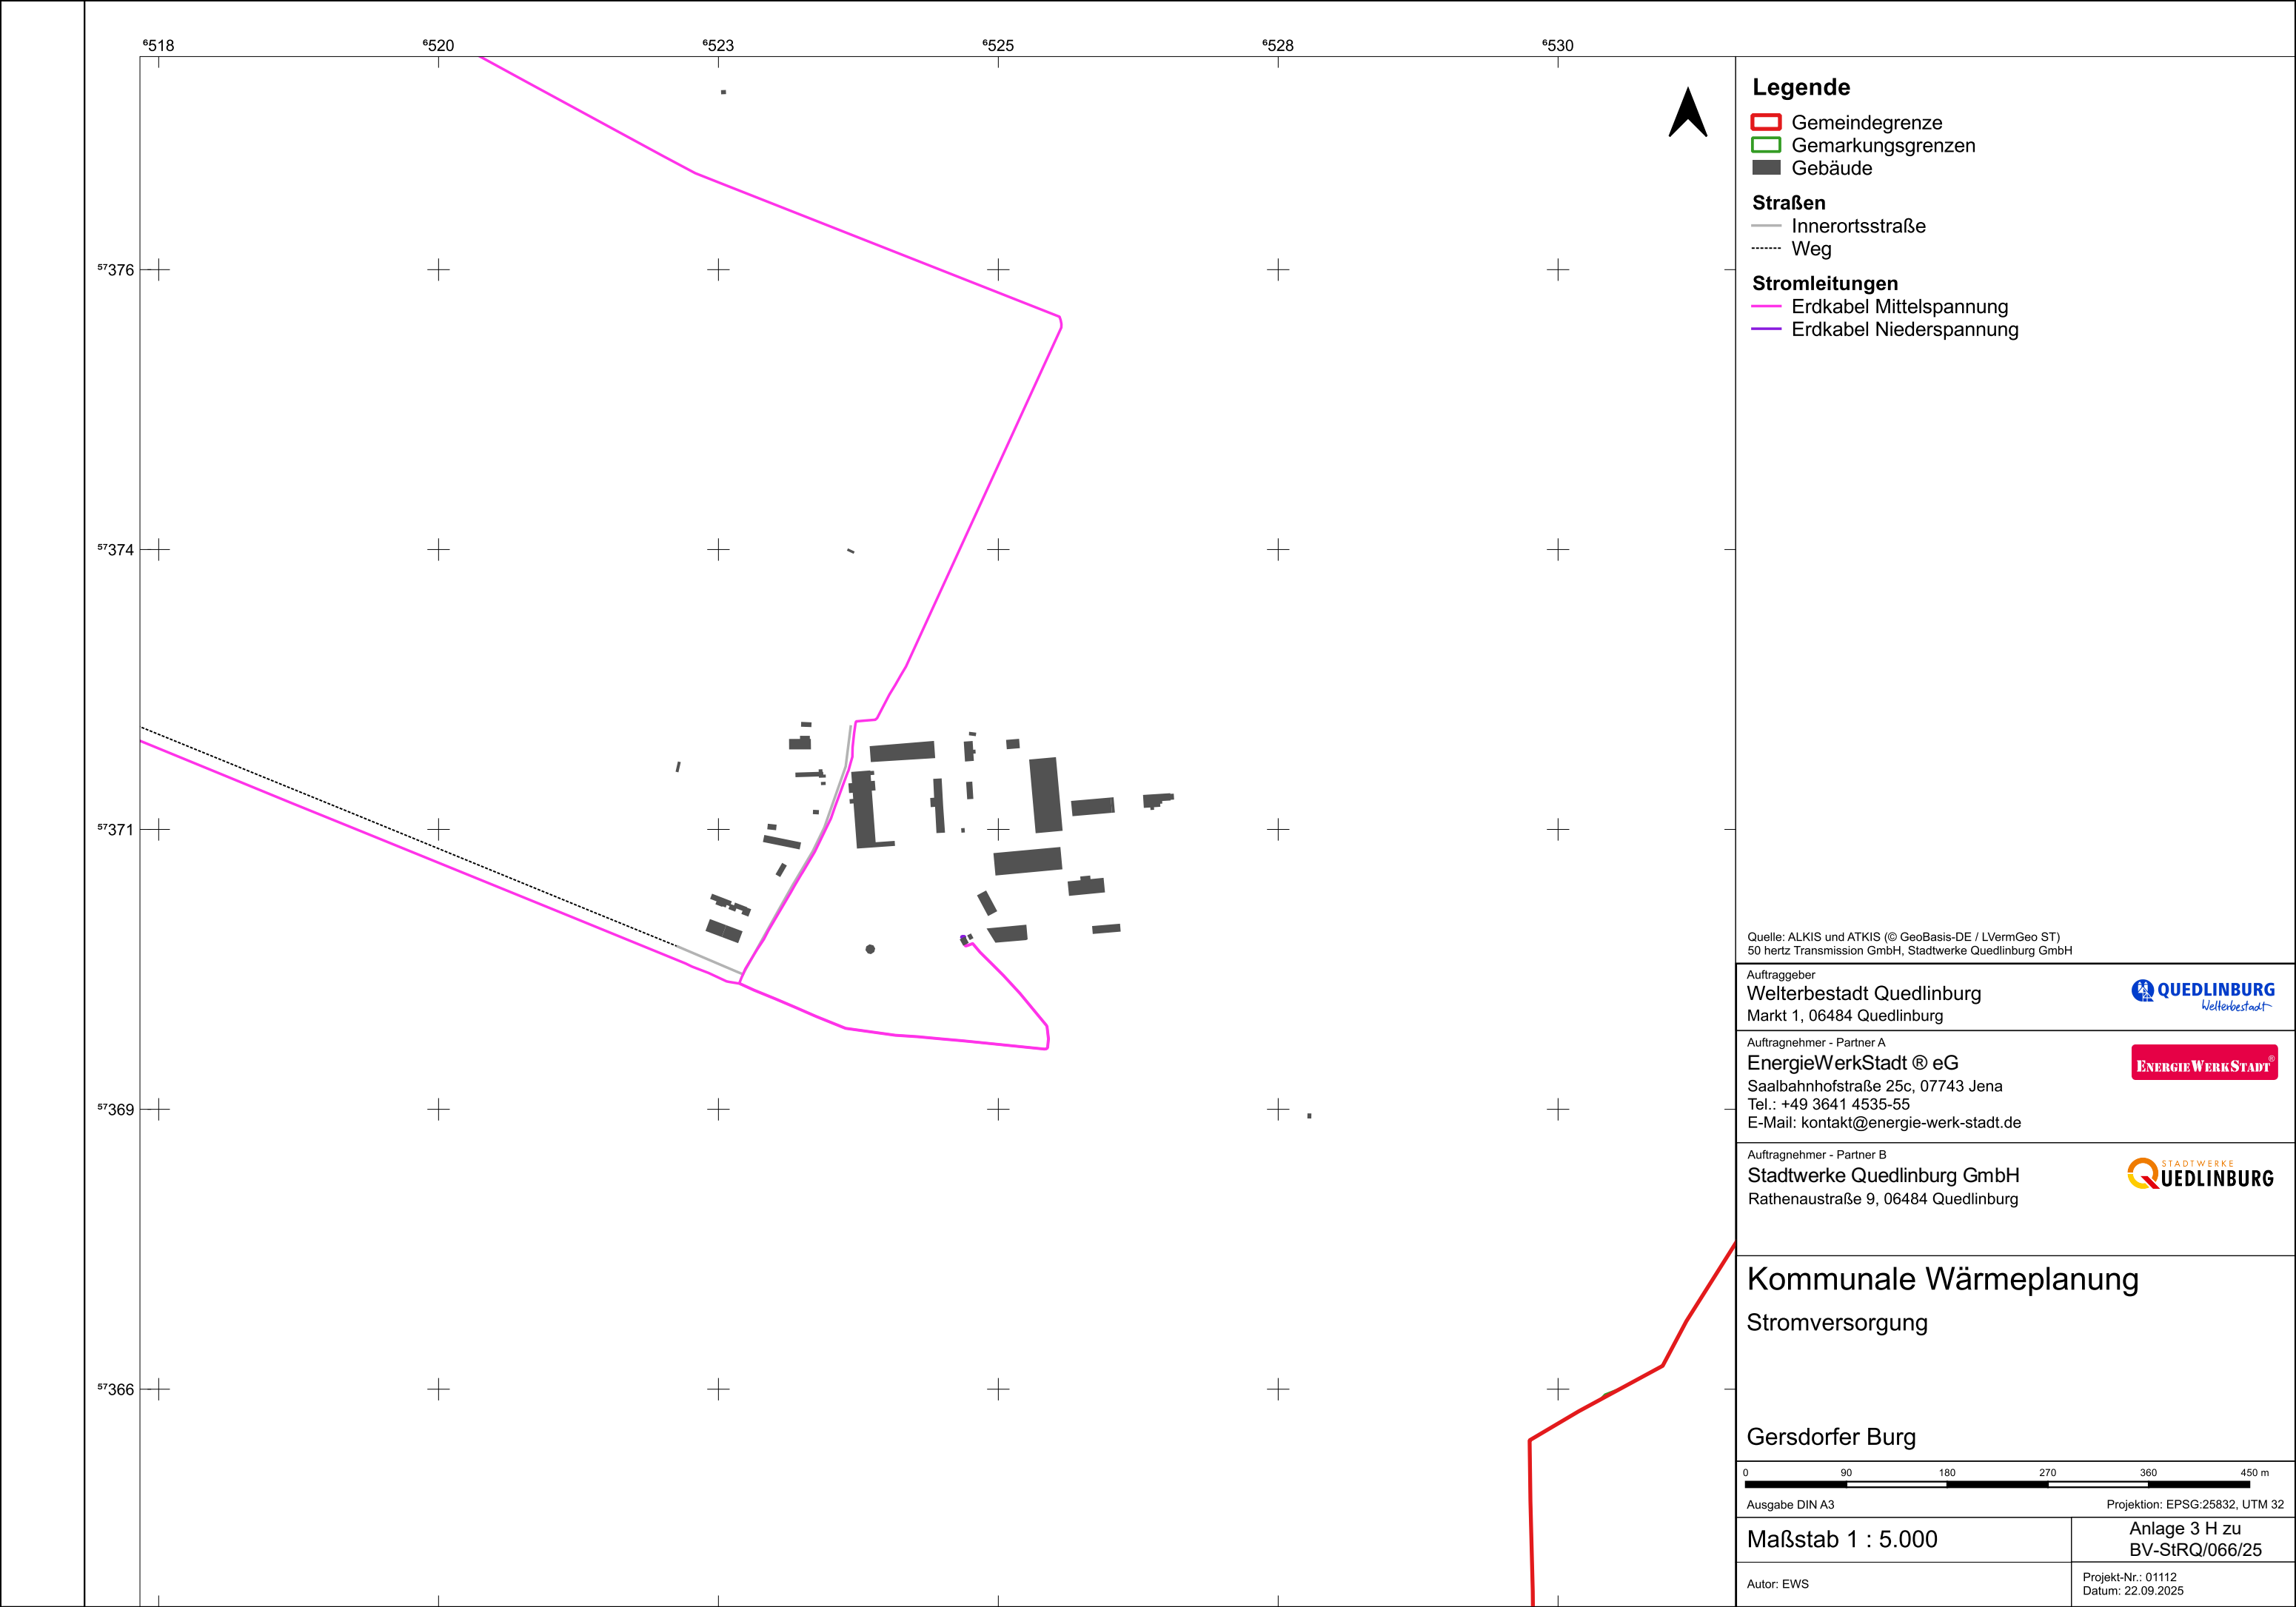 ⁶518 ⁶520 ⁶523 ⁶525 ⁶528 ⁶530
⁵⁷376
⁵⁷374
⁵⁷371
⁵⁷369
⁵⁷366
Legende
Gemeindegrenze
Gemarkungsgrenzen
Gebäude
Straßen
Innerortsstraße
Weg
Stromleitungen
Erdkabel Mittelspannung
Erdkabel Niederspannung
Quelle: ALKIS und ATKIS (© GeoBasis-DE / LVermGeo ST)
50 hertz Transmission GmbH, Stadtwerke Quedlinburg GmbH
Auftraggeber
Welterbestadt Quedlinburg
Markt 1, 06484 Quedlinburg
QUEDLINBURG
Welterbestadt
Auftragnehmer - Partner A
EnergieWerkStadt ® eG
Saalbahnhofstraße 25c, 07743 Jena
Tel.: +49 3641 4535-55
E-Mail: kontakt@energie-werk-stadt.de
ENERGIEWERKSTADT®
Auftragnehmer - Partner B
Stadtwerke Quedlinburg GmbH
Rathenaustraße 9, 06484 Quedlinburg
STADTWERKE
QUEDLINBURG
Kommunale Wärmeplanung
Stromversorgung
Gersdorfer Burg
0 90 180 270 360 450 m
Ausgabe DIN A3 Projektion: EPSG:25832, UTM 32
Maßstab 1 : 5.000
Anlage 3 H zu
BV-StRQ/066/25
Autor: EWS
Projekt-Nr.: 01112
Datum: 22.09.2025